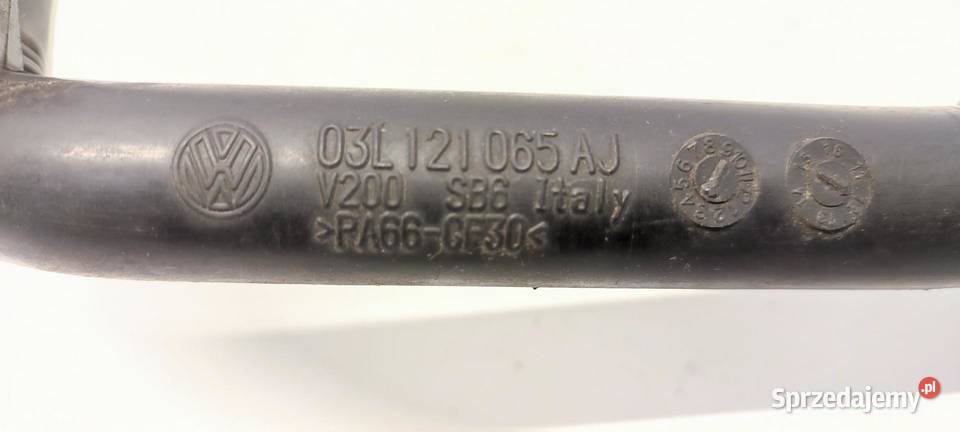 03L 121 065 AJ
V200 SB6 Italy
>PA66-GF30<
Sprzedajemy.pl